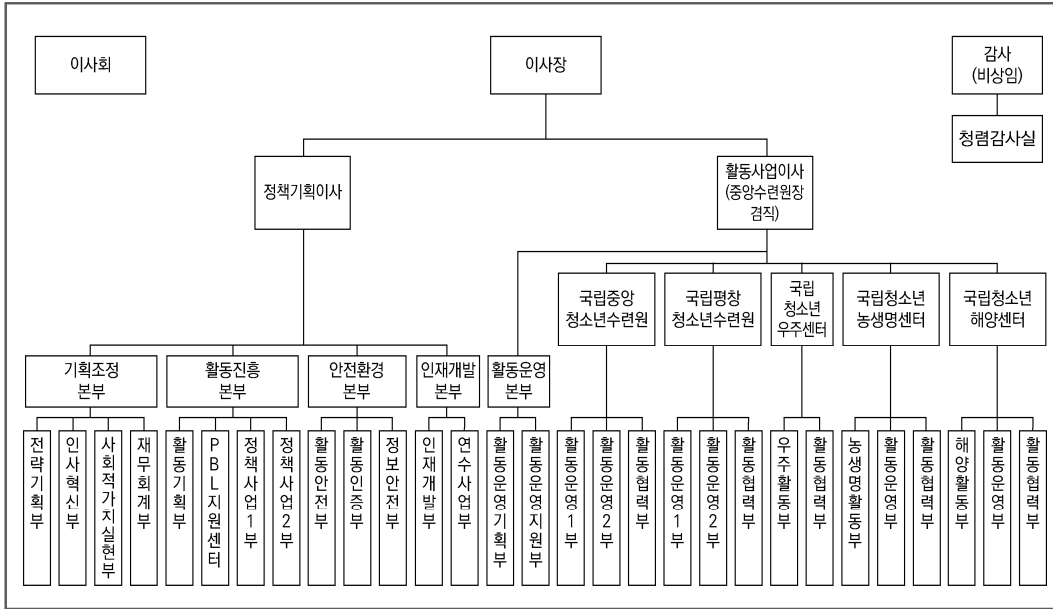 이사회
이사장
감사
(비상임)
청렴감사실
정책기획이사
활동사업이사
(중앙수련원장
겸직)
국립중앙
청소년수련원
국립평창
청소년수련원
국립
청소년
우주센터
국립청소년
농생명센터
국립청소년
해양센터
기획조정
본부
활동진흥
본부
안전환경
본부
인재개발
본부
활동운영
본부
전략기획부
인사혁신부
사회적가치실현부
재무회계부
활동기획부
PBL지원센터
정책사업1부
정책사업2부
활동안전부
활동인증부
정보안전부
인재개발부
연수사업부
활동운영기획부
활동운영지원부
활동운영1부
활동운영2부
활동협력부
활동운영1부
활동운영2부
활동협력부
우주활동부
활동협력부
농생명활동부
활동운영부
활동협력부
해양활동부
활동운영부
활동협력부